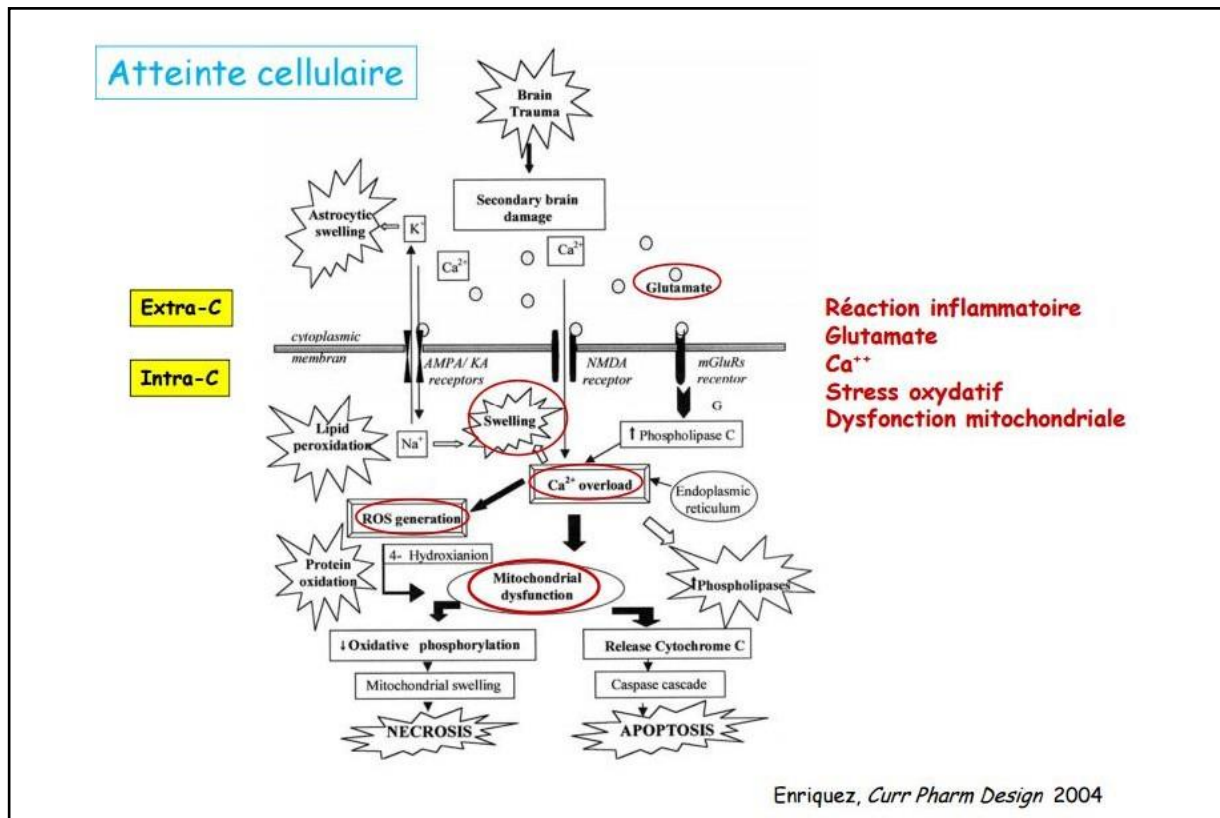 Atteinte cellulaire
Brain
Trauma
Secondary brain
damage
Astrocytic
swelling
K⁺
Ca²⁺
Ca²⁺
Glutamate
Extra-C
cytoplasmic
membran
Intra-C
AMPA/ KA
receptors
NMDA
receptor
mGluRs
recentor
G
Réaction inflammatoire
Glutamate
Ca⁺⁺
Stress oxydatif
Dysfonction mitochondriale
Lipid
peroxidation
Na⁺
Swelling
↑ Phospholipase C
Ca²⁺ overload
Endoplasmic
reticulum
ROS generation
4- Hydroxianion
Protein
oxidation
Mitochondrial
dysfunction
↑Phospholipases
↓Oxidative phosphorylation
Release Cytochrome C
Mitochondrial swelling
Caspase cascade
NECROSIS
APOPTOSIS
Enriquez, Curr Pharm Design 2004